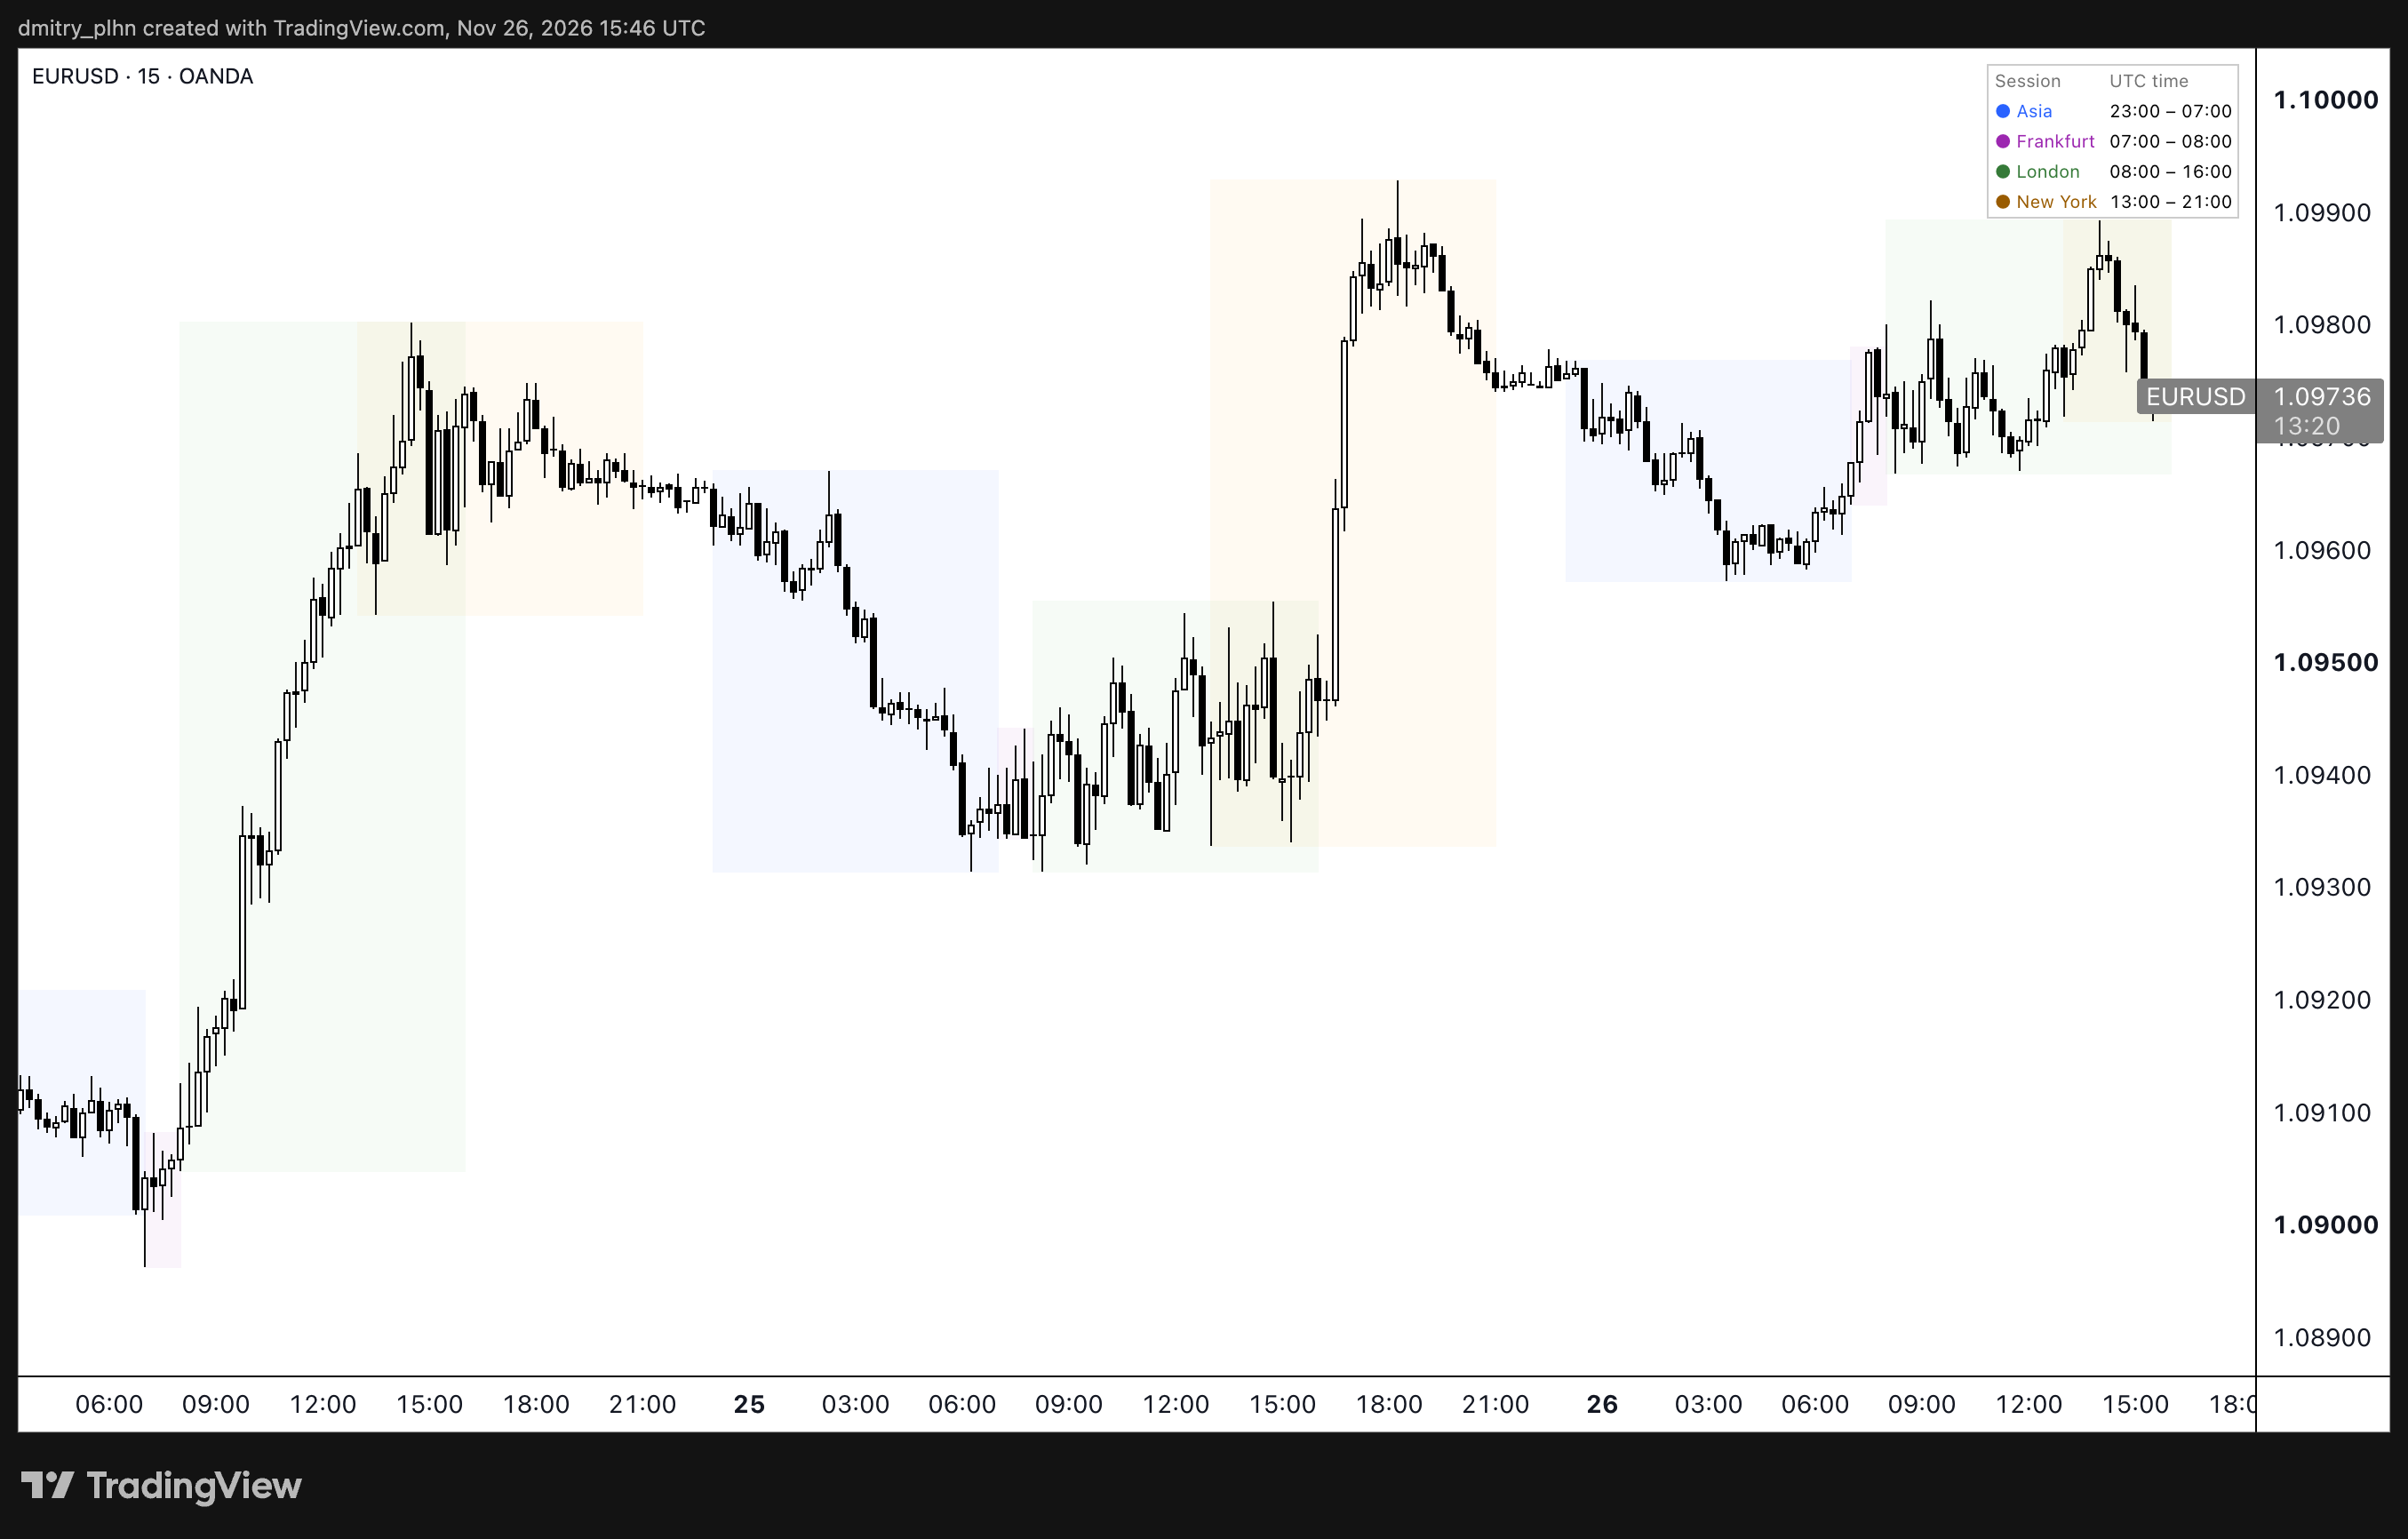 dmitry_plhn created with TradingView.com, Nov 26, 2026 15:46 UTC
EURUSD · 15 · OANDA
Session UTC time
Asia 23:00 – 07:00
Frankfurt 07:00 – 08:00
London 08:00 – 16:00
New York 13:00 – 21:00
1.10000
1.09900
1.09800
EURUSD 1.09736
13:20
1.09600
1.09500
1.09400
1.09300
1.09200
1.09100
1.09000
1.08900
06:00 09:00 12:00 15:00 18:00 21:00 25 03:00 06:00 09:00 12:00 15:00 18:00 21:00 26 03:00 06:00 09:00 12:00 15:00
TradingView